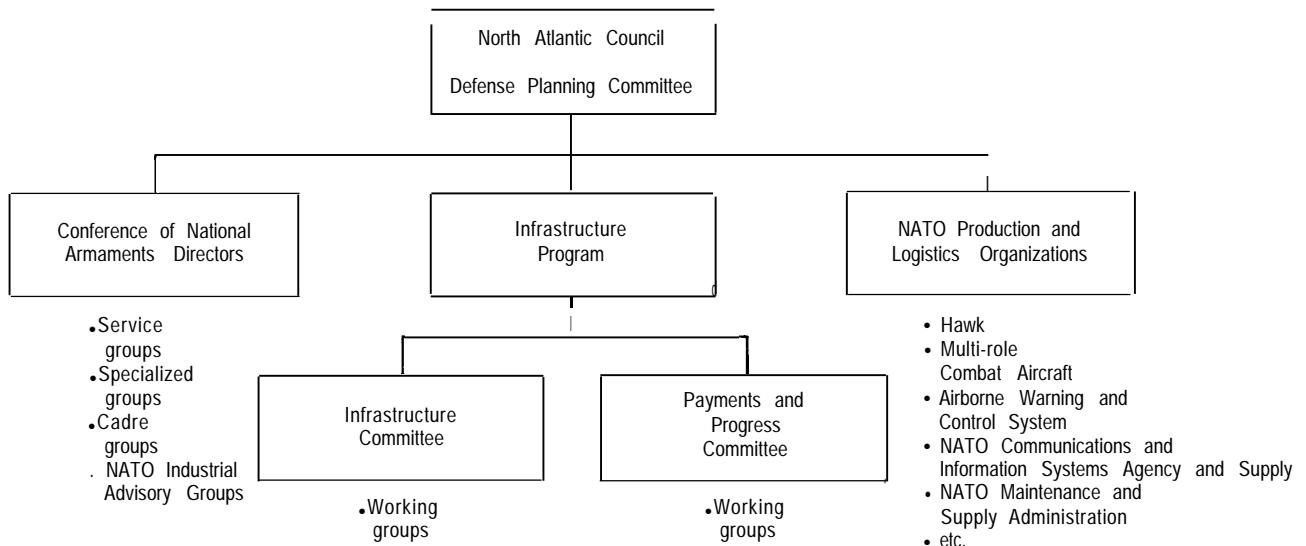 North Atlantic Council
Defense Planning Committee
Conference of National
Armaments Directors
Infrastructure
Program
NATO Production and
Logistics Organizations
•Service
groups
•Specialized
groups
•Cadre
groups
. NATO Industrial
Advisory Groups
Infrastructure
Committee
•Working
groups
Payments and
Progress
Committee
•Working
groups
• Hawk
• Multi-role
Combat Aircraft
• Airborne Warning and
Control System
• NATO Communications and
Information Systems Agency and Supply
• NATO Maintenance and
Supply Administration
• etc.